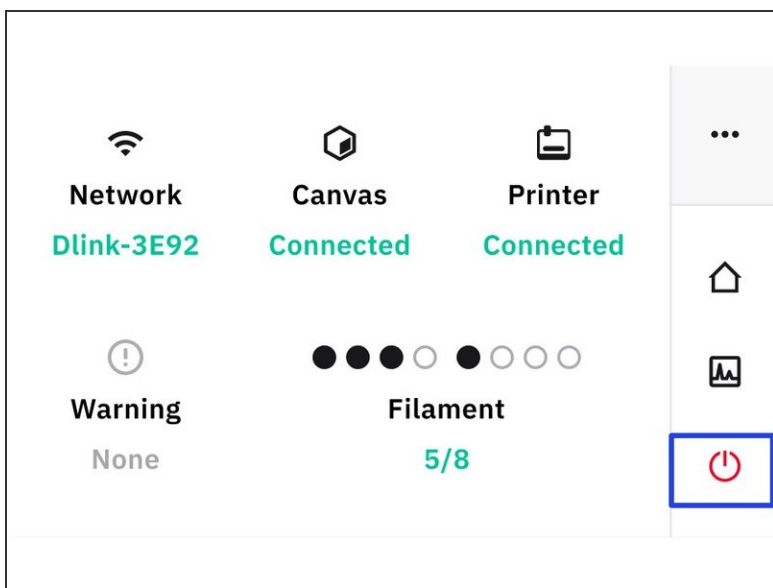 Network
Canvas
Printer
Dlink-3E92
Connected
Connected
Warning
Filament
None
5/8